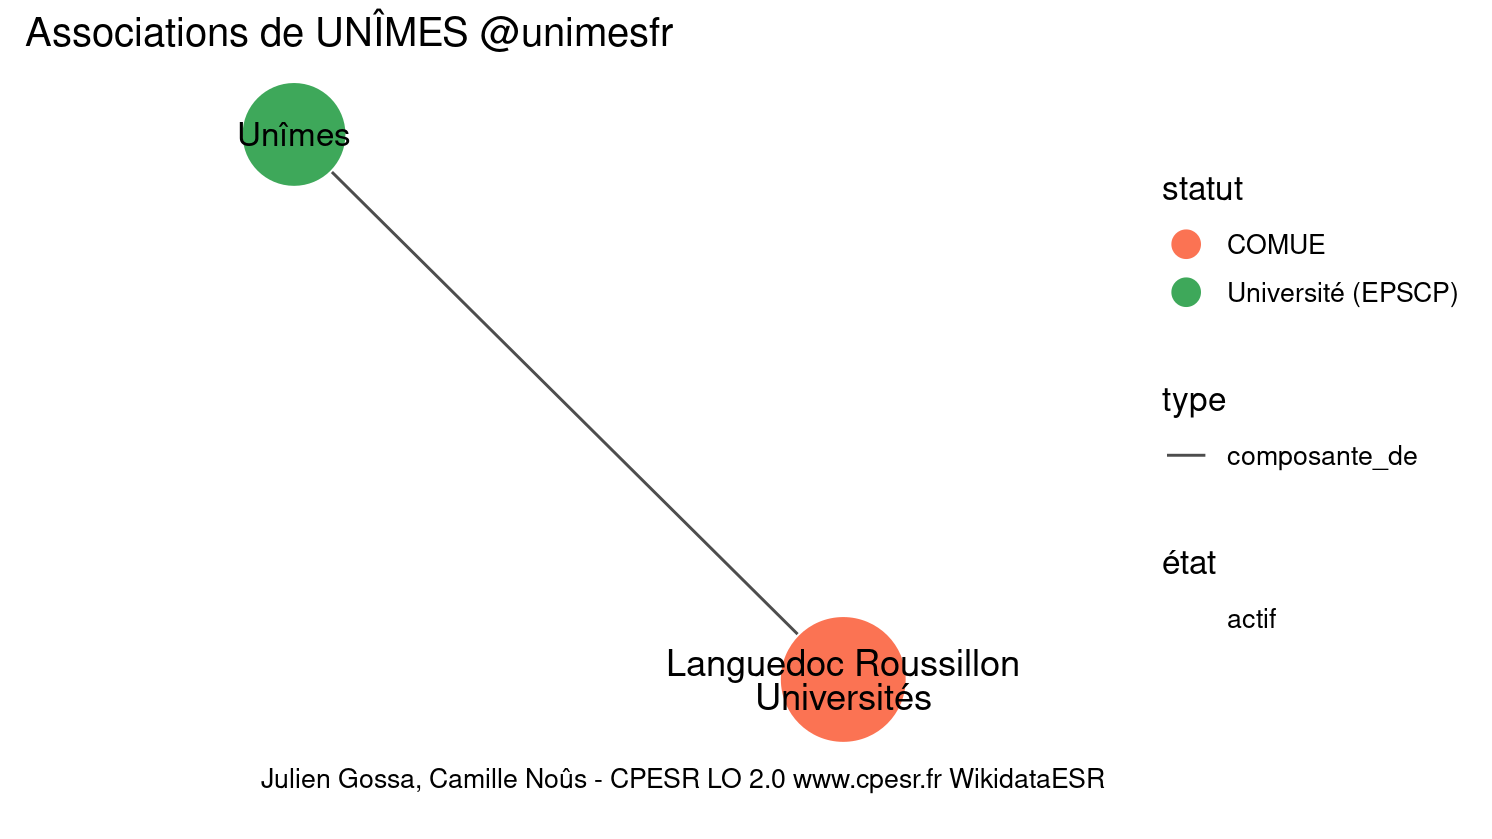 Associations de UNÎMES @unimesfr
Unîmes
Languedoc Roussillon
Universités
statut
COMUE
Université (EPSCP)
type
composante_de
état
actif
Julien Gossa, Camille Noûs - CPESR LO 2.0 www.cpesr.fr WikidataESR